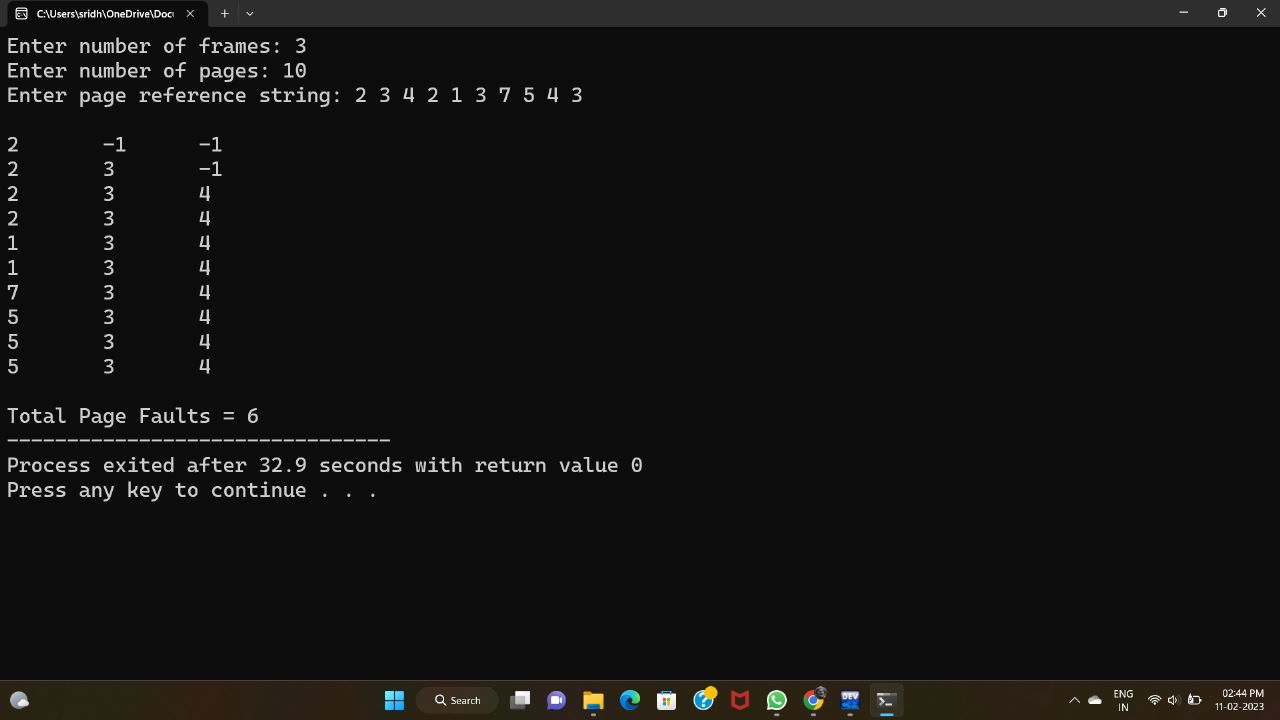 C:\Users\sridh\OneDrive\Docu
Enter number of frames: 3
Enter number of pages: 10
Enter page reference string: 2 3 4 2 1 3 7 5 4 3
2 -1 -1
2 3 -1
2 3 4
2 3 4
1 3 4
1 3 4
7 3 4
5 3 4
5 3 4
5 3 4
Total Page Faults = 6
--------------------------------
Process exited after 32.9 seconds with return value 0
Press any key to continue . . .
Search
DEV
ENG
IN
02:44 PM
11-02-2023